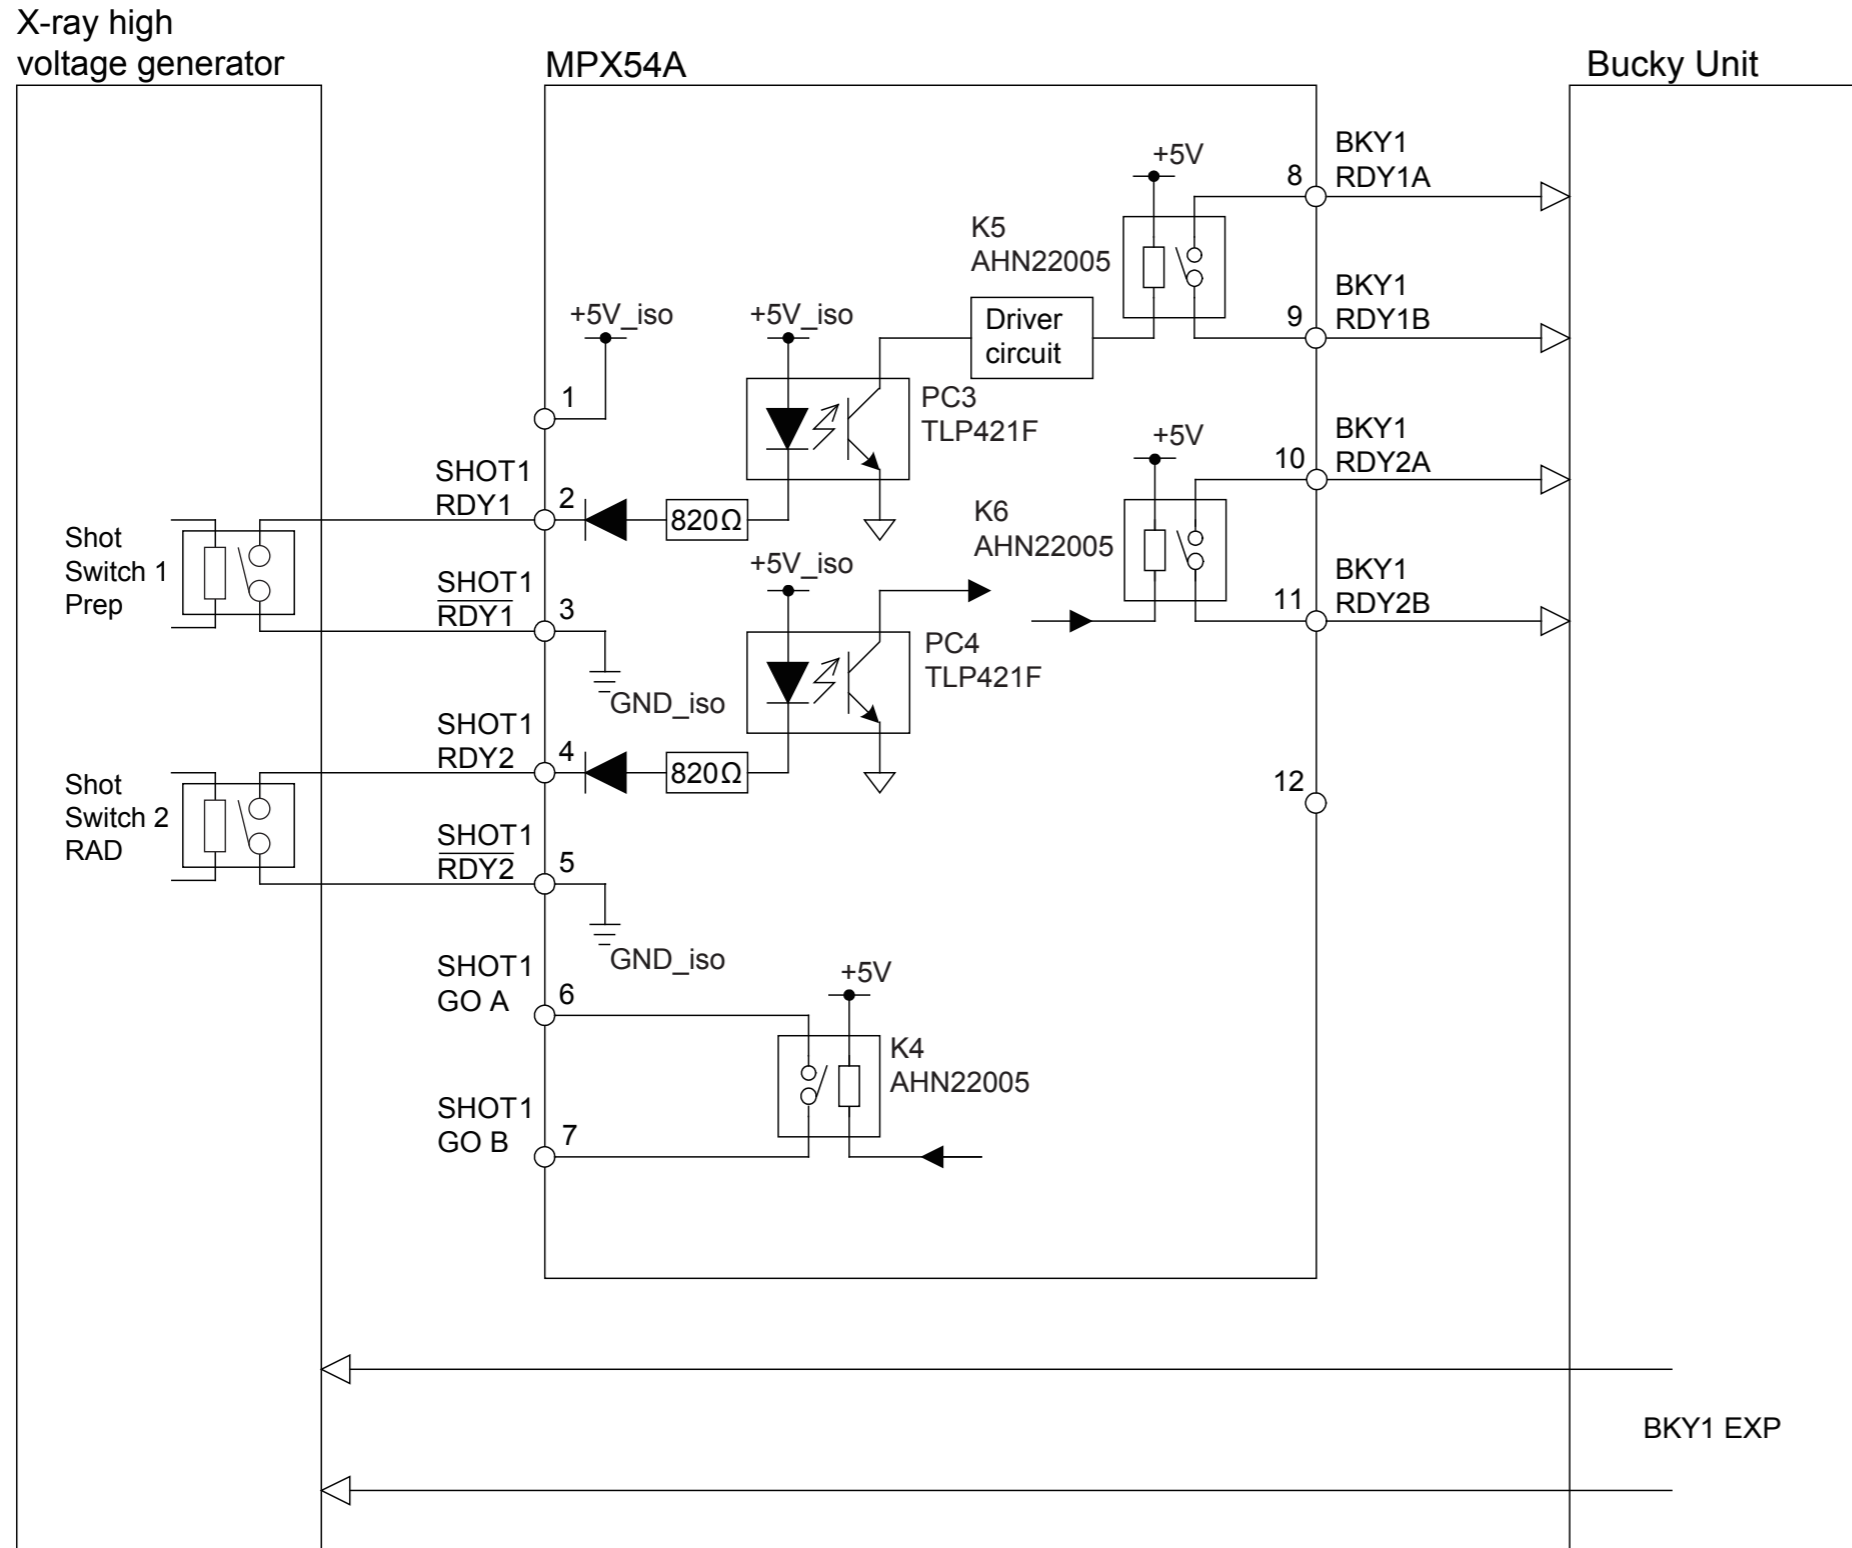 X-ray high
voltage generator
MPX54A
Bucky Unit
+5V
8
BKY1
RDY1A
K5
AHN22005
9
BKY1
RDY1B
+5V_iso
+5V_iso
Driver
circuit
1
PC3
TLP421F
+5V
10
BKY1
RDY2A
SHOT1
RDY1
2
820Ω
K6
AHN22005
Shot
Switch 1
Prep
+5V_iso
SHOT1
RDY1
3
11
BKY1
RDY2B
PC4
TLP421F
GND_iso
SHOT1
RDY2
4
820Ω
12
Shot
Switch 2
RAD
SHOT1
RDY2
5
GND_iso
SHOT1
GO A
6
+5V
K4
AHN22005
SHOT1
GO B
7
BKY1 EXP